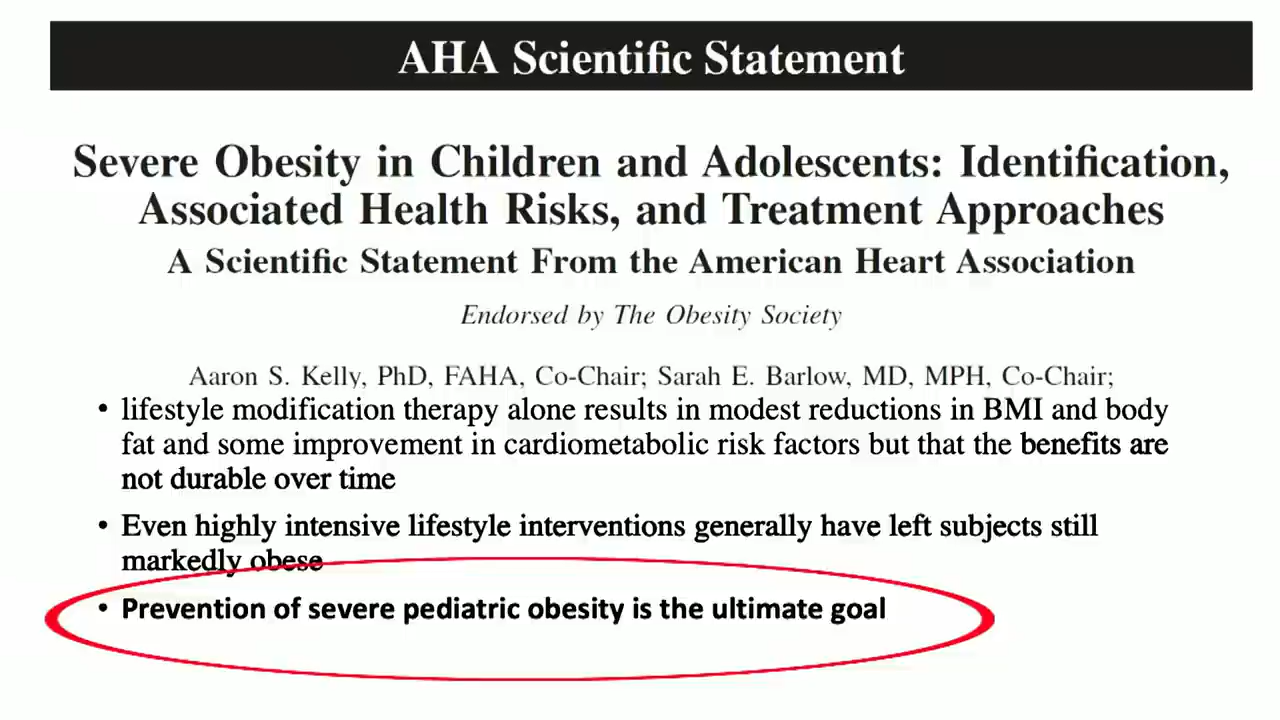 AHA Scientific Statement
Severe Obesity in Children and Adolescents: Identification,
Associated Health Risks, and Treatment Approaches
A Scientific Statement From the American Heart Association
Endorsed by The Obesity Society
Aaron S. Kelly, PhD, FAHA, Co-Chair; Sarah E. Barlow, MD, MPH, Co-Chair;
• lifestyle modification therapy alone results in modest reductions in BMI and body
fat and some improvement in cardiometabolic risk factors but that the benefits are
not durable over time
• Even highly intensive lifestyle interventions generally have left subjects still
markedly obese
• Prevention of severe pediatric obesity is the ultimate goal